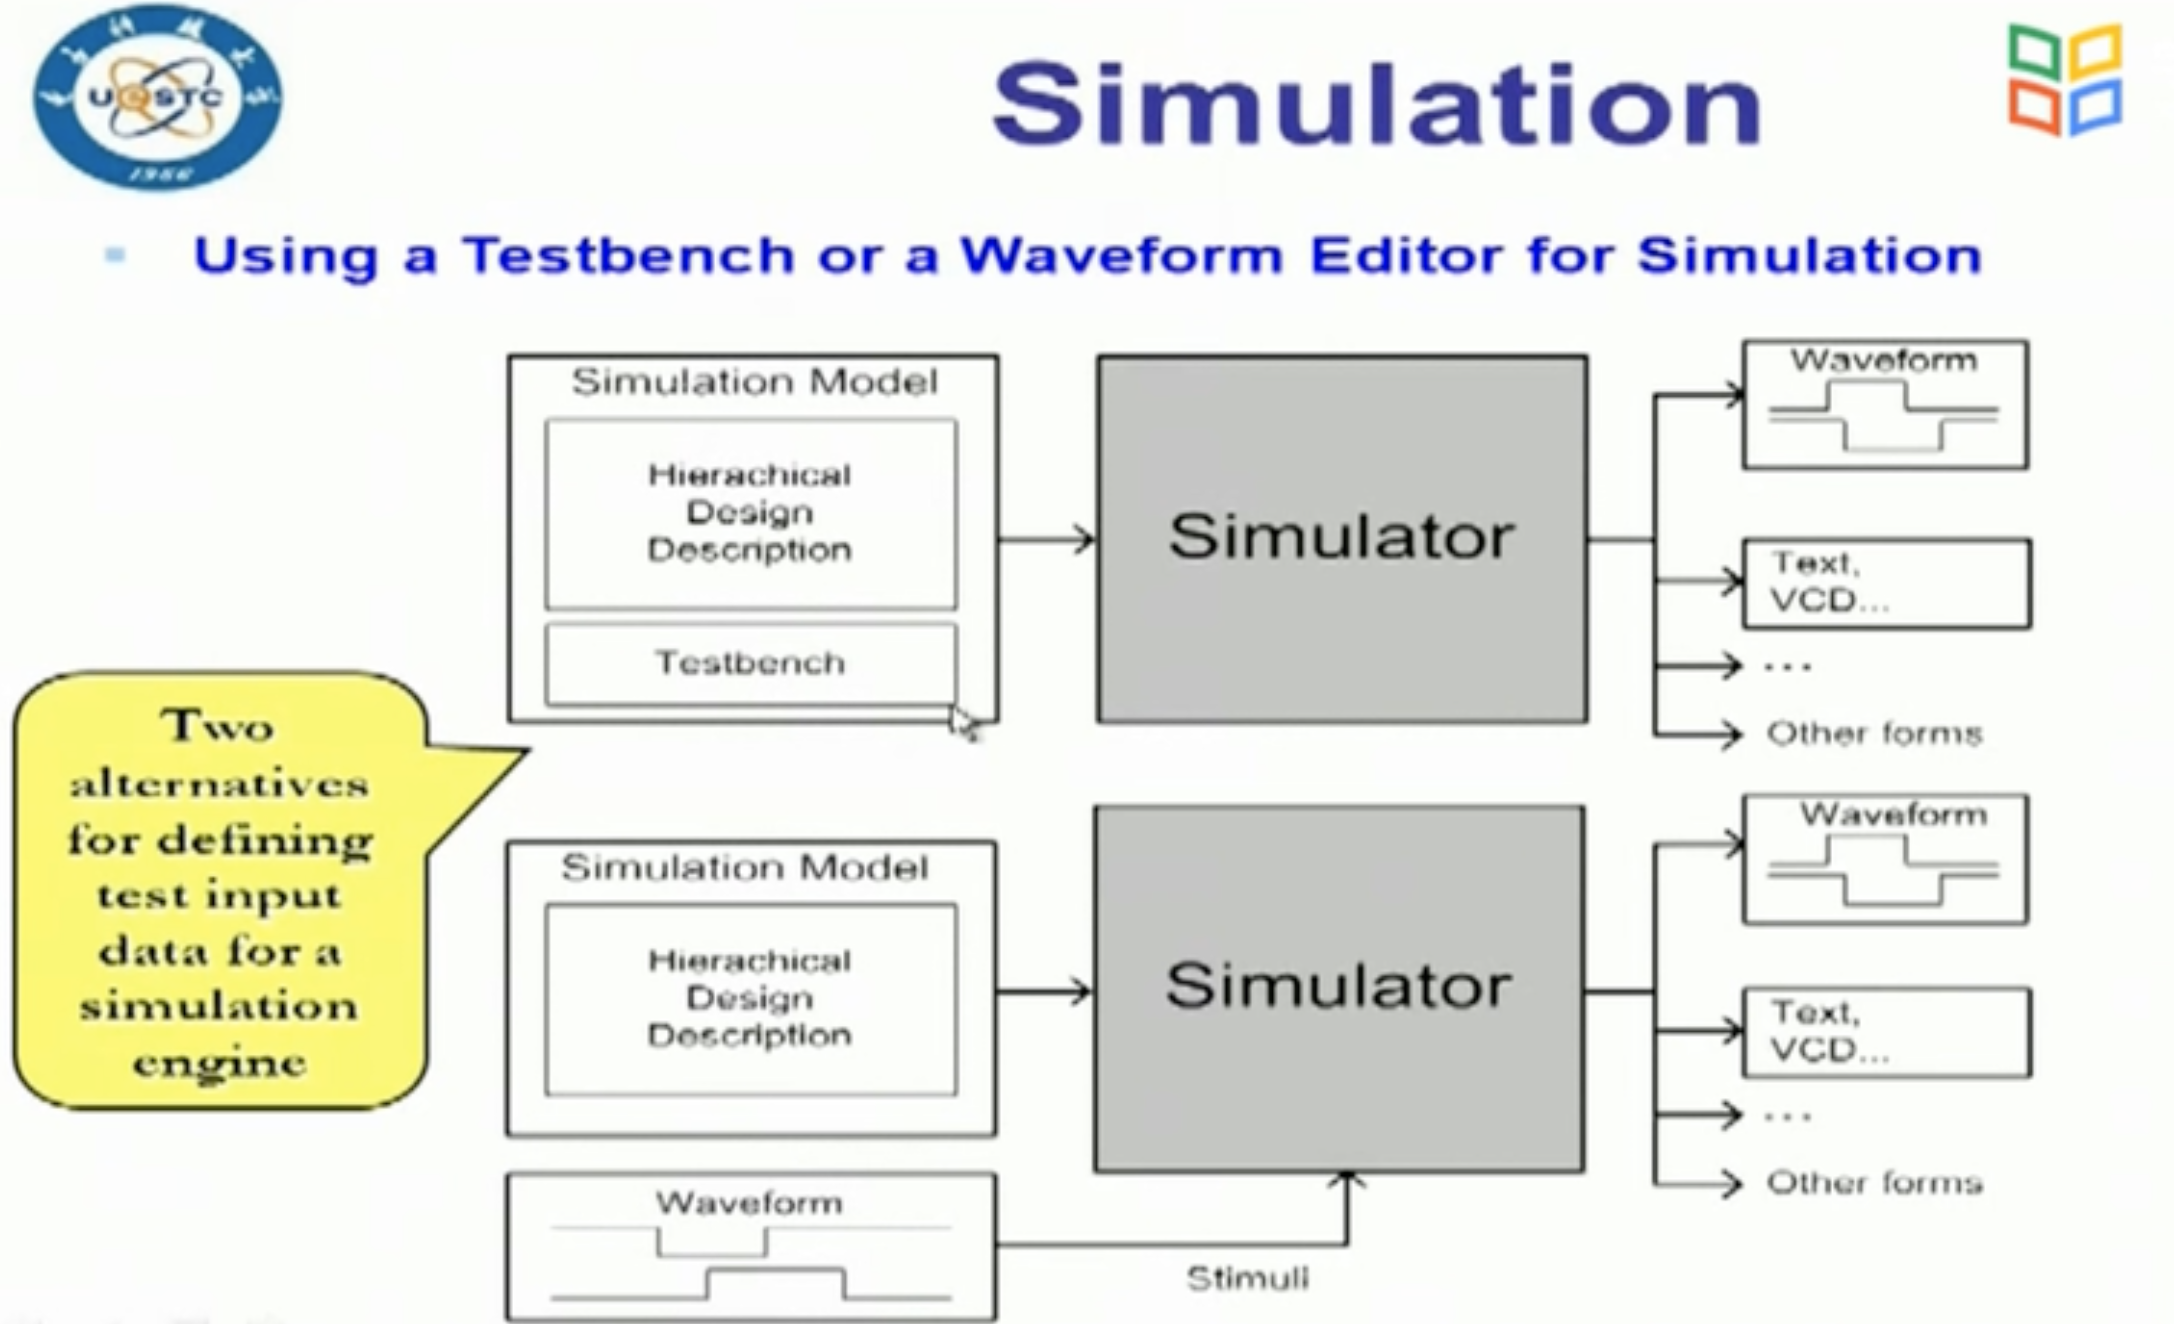 UESTC
1956
Simulation
Using a Testbench or a Waveform Editor for Simulation
Simulation Model
Hierachical
Design
Description
Testbench
Simulator
Waveform
Text,
VCD...
...
Other forms
Two
alternatives
for defining
test input
data for a
simulation
engine
Simulation Model
Hierachical
Design
Description
Waveform
Stimuli
Simulator
Waveform
Text,
VCD...
...
Other forms